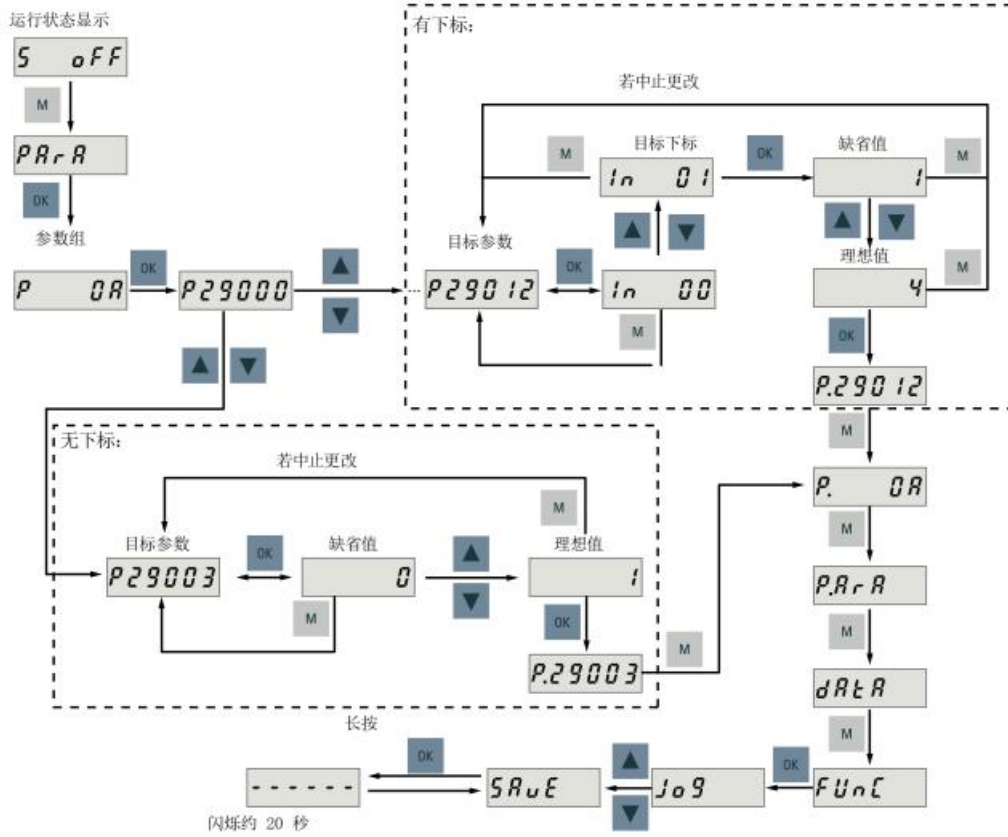 运行状态显示
S oFF
M
PArA
OK
参数组
P 0A
OK
P29000
有下标：
若中止更改
目标下标
缺省值
M
In 01
OK
1
M
目标参数
理想值
P29012
OK
In 00
4
M
M
OK
P.29012
M
无下标：
若中止更改
M
P. 0A
目标参数
缺省值
理想值
M
P29003
OK
0
1
P.ArA
M
OK
M
P.29003
M
dAtA
长按
M
OK
OK
------
SAvE
Jog
FUnC
闪烁约 20 秒